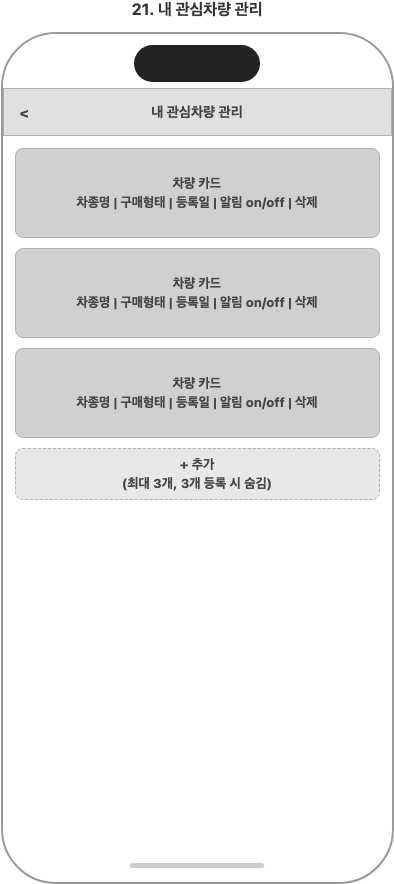 21. 내 관심차량 관리
<
내 관심차량 관리
차량 카드
차종명 | 구매형태 | 등록일 | 알림 on/off | 삭제
차량 카드
차종명 | 구매형태 | 등록일 | 알림 on/off | 삭제
차량 카드
차종명 | 구매형태 | 등록일 | 알림 on/off | 삭제
+ 추가
(최대 3개, 3개 등록 시 숨김)